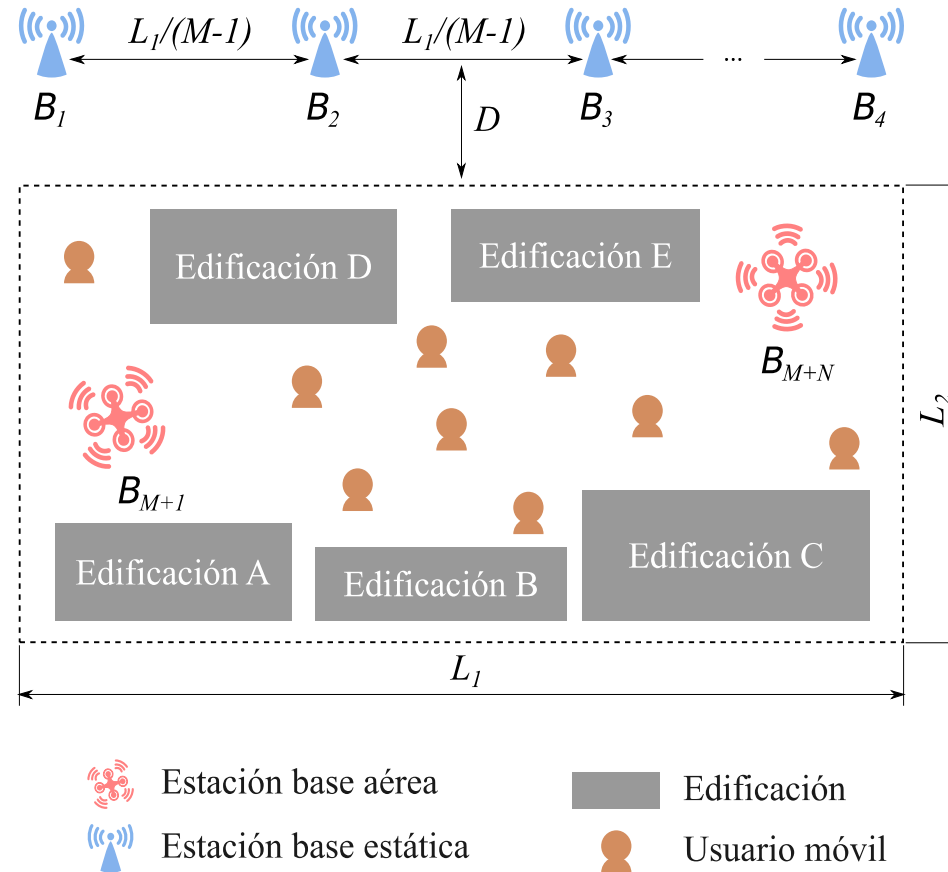 L1/(M-1) L1/(M-1) ...
B1 B2 B3 B4
D
Edificación D Edificación E
BM+N
L2
BM+1
Edificación A Edificación B Edificación C
L1
Estación base aérea Edificación
Estación base estática Usuario móvil